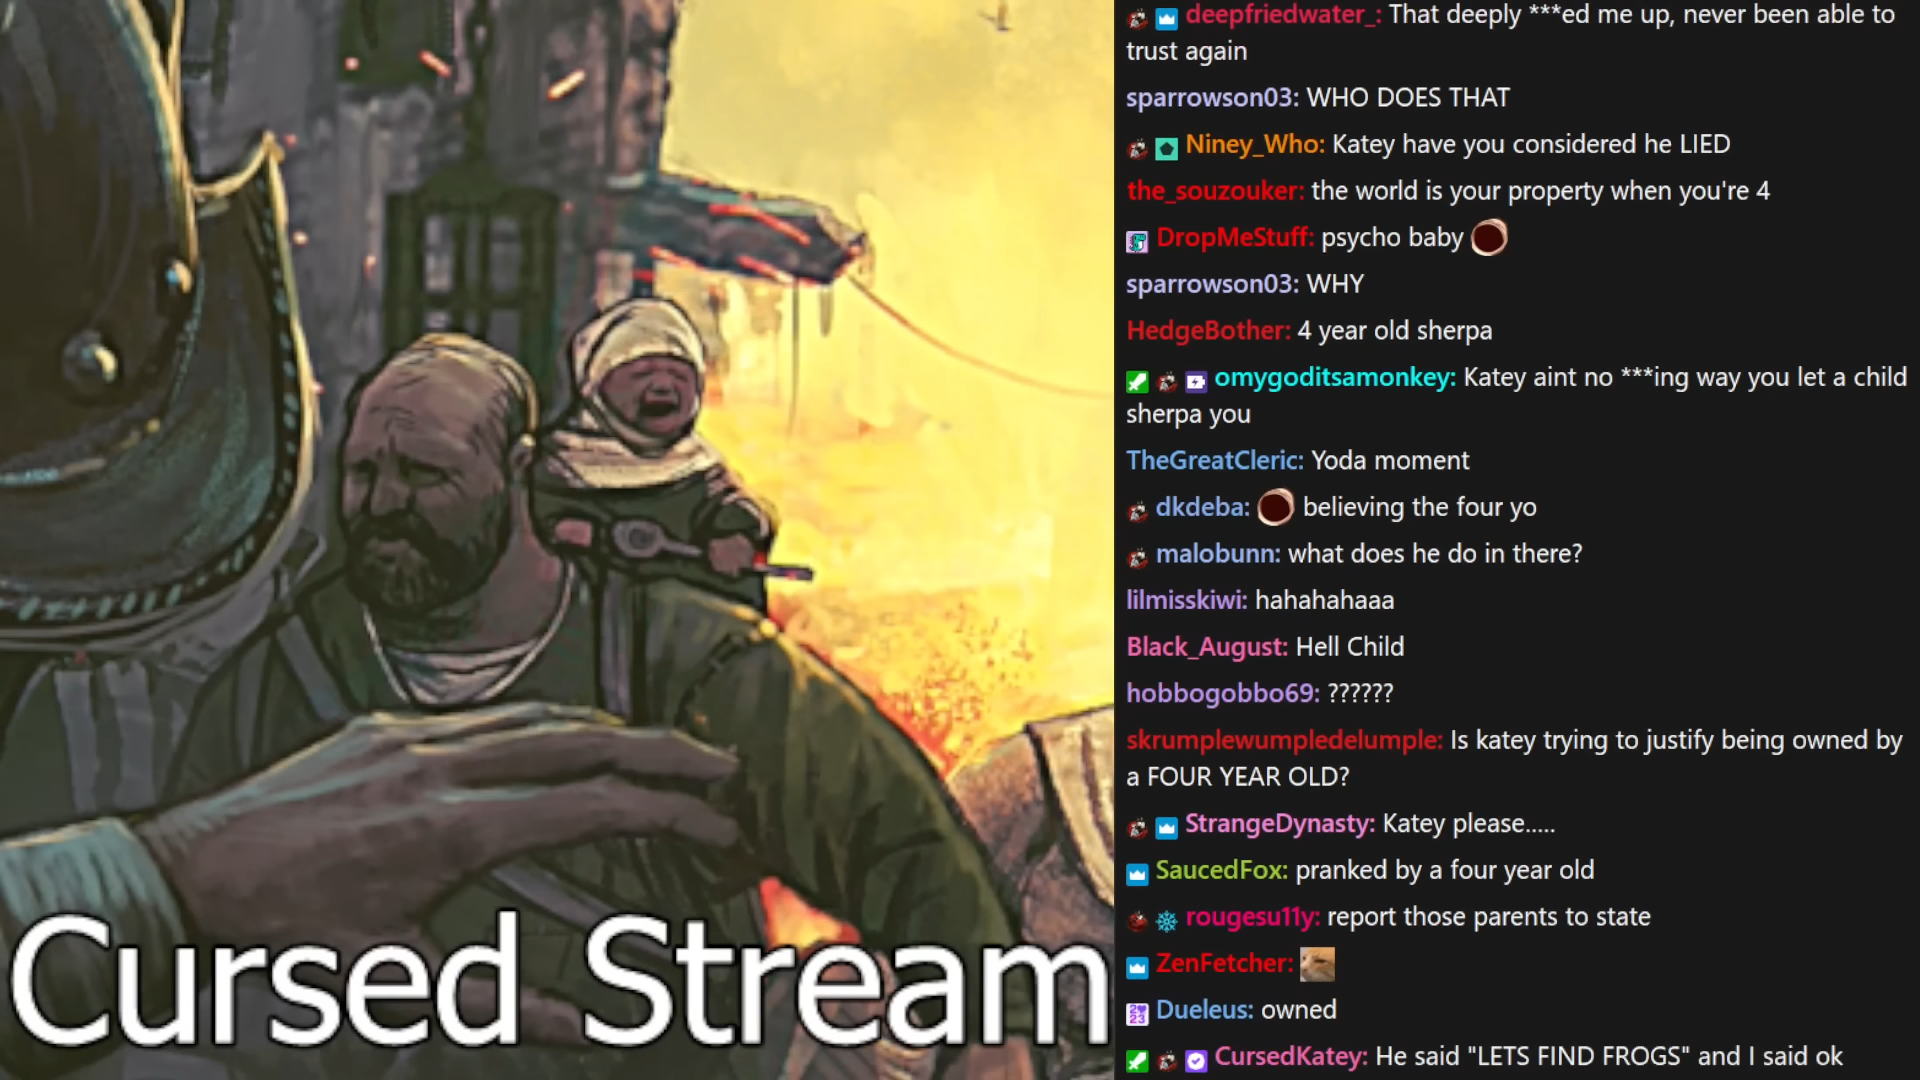 deepfriedwater_: That deeply ***ed me up, never been able to
trust again
sparrowson03: WHO DOES THAT
Niney_Who: Katey have you considered he LIED
the_souzouker: the world is your property when you're 4
DropMeStuff: psycho baby
sparrowson03: WHY
HedgeBother: 4 year old sherpa
omygoditsamonkey: Katey aint no ***ing way you let a child
sherpa you
TheGreatCleric: Yoda moment
dkdeba: believing the four yo
malobunn: what does he do in there?
lilmisskiwi: hahahahaaa
Black_August: Hell Child
hobbogobbo69: ??????
skrumplewumpledelumple: Is katey trying to justify being owned by
a FOUR YEAR OLD?
StrangeDynasty: Katey please.....
SaucedFox: pranked by a four year old
rougesu11y: report those parents to state
ZenFetcher:
Dueleus: owned
CursedKatey: He said "LETS FIND FROGS" and I said ok
Cursed Stream